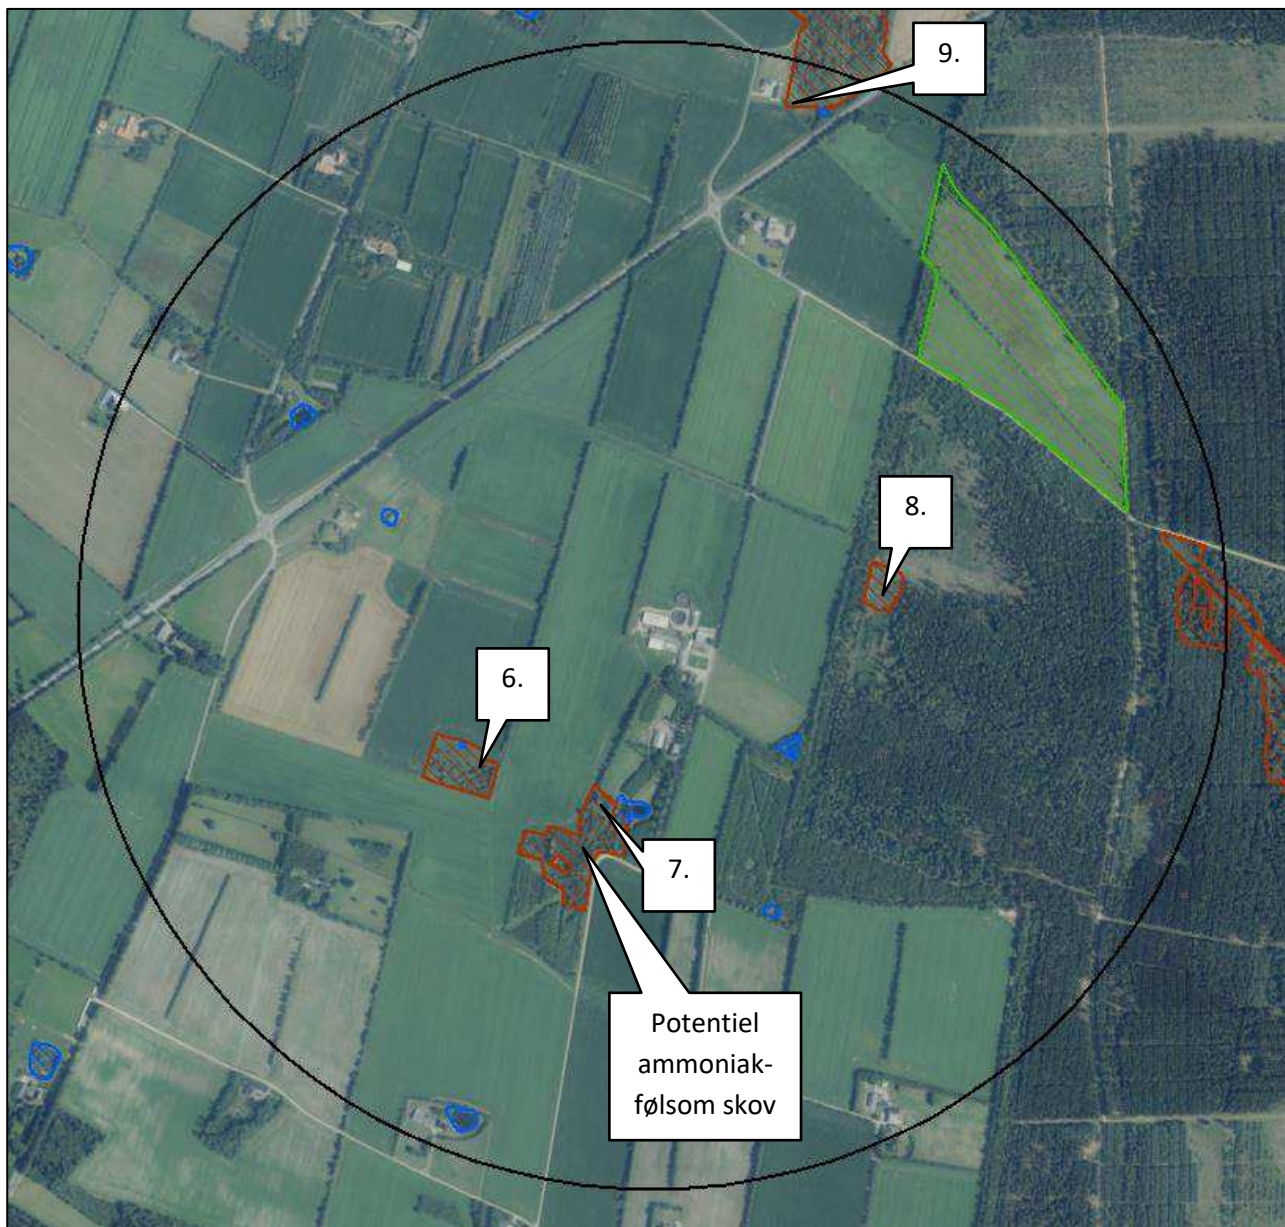 9.
8.
6.
7.
Potentiel
ammoniak-
følsom skov